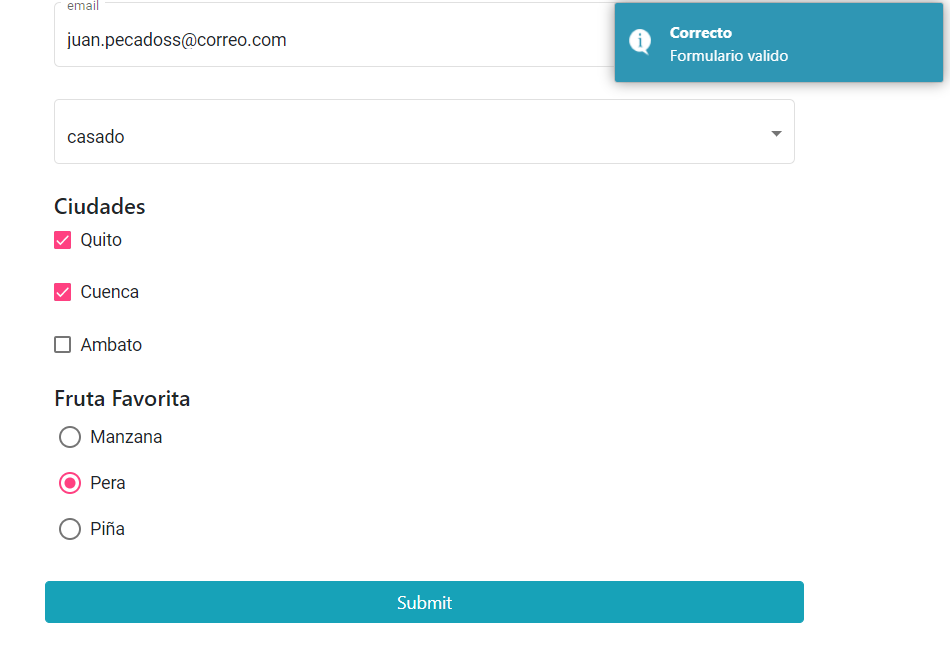 email
juan.pecadoss@correo.com
Correcto
Formulario valido
casado
Ciudades
Quito
Cuenca
Ambato
Fruta Favorita
Manzana
Pera
Piña
Submit